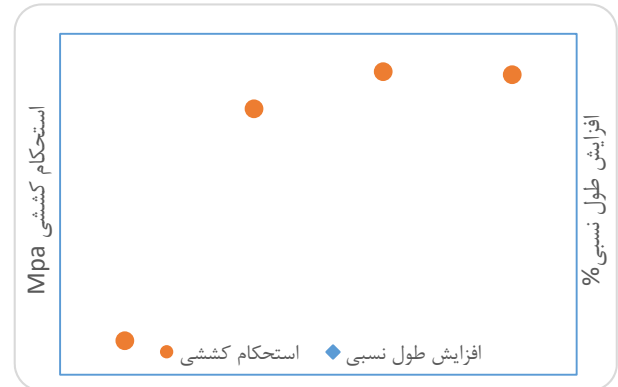 استحکام کششی Mpa
افزایش طول نسبی%
استحکام کششی
افزایش طول نسبی